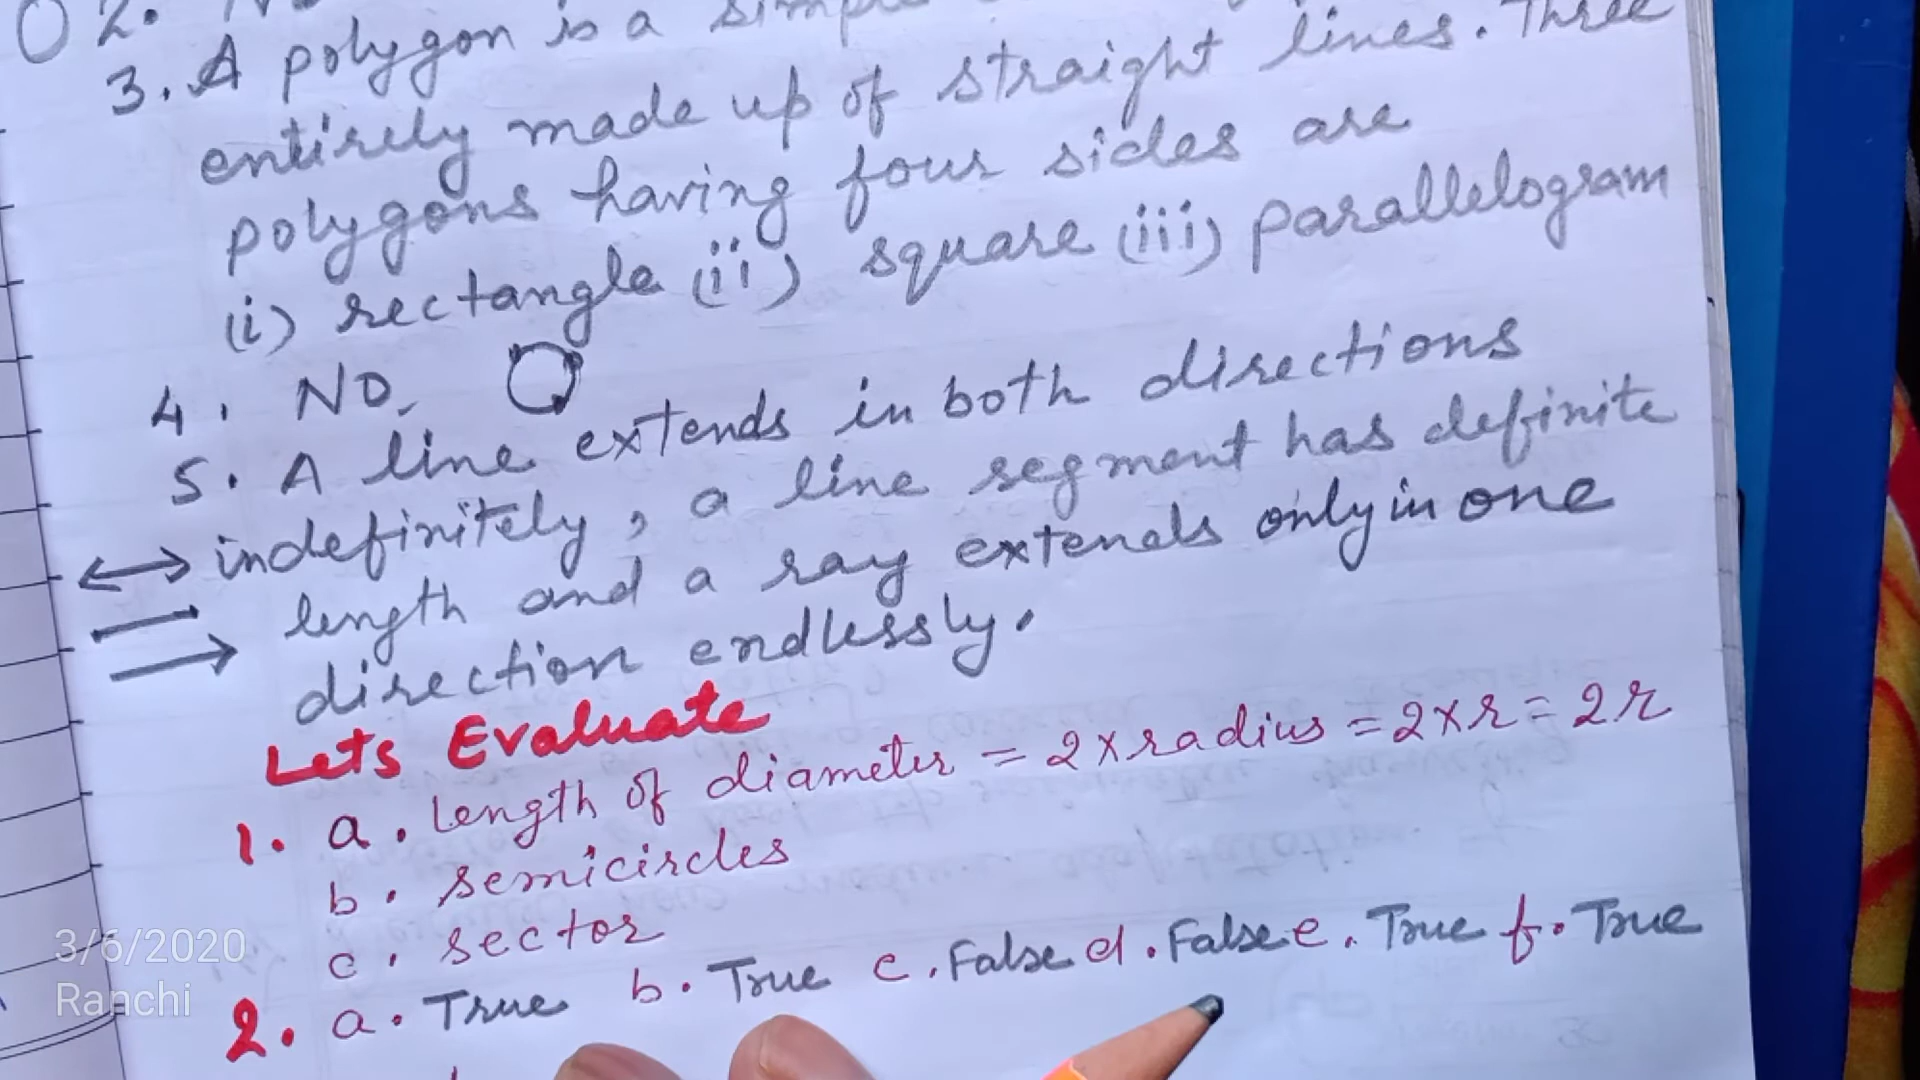 2.
3. A polygon is a simple
entirely made up of straight lines. Three
polygons having four sides are
(i) rectangle (ii) square (iii) parallelogram
4. NO.
5. A line extends in both directions
indefinitely, a line segment has definite
length and a ray extends only in one
direction endlessly.
Lets Evaluate
1. a. length of diameter = 2 x radius = 2 x r = 2r
b. semicircles
c. sector
2. a. True b. True c. False d. False e. True f. True
3/6/2020
Ranchi